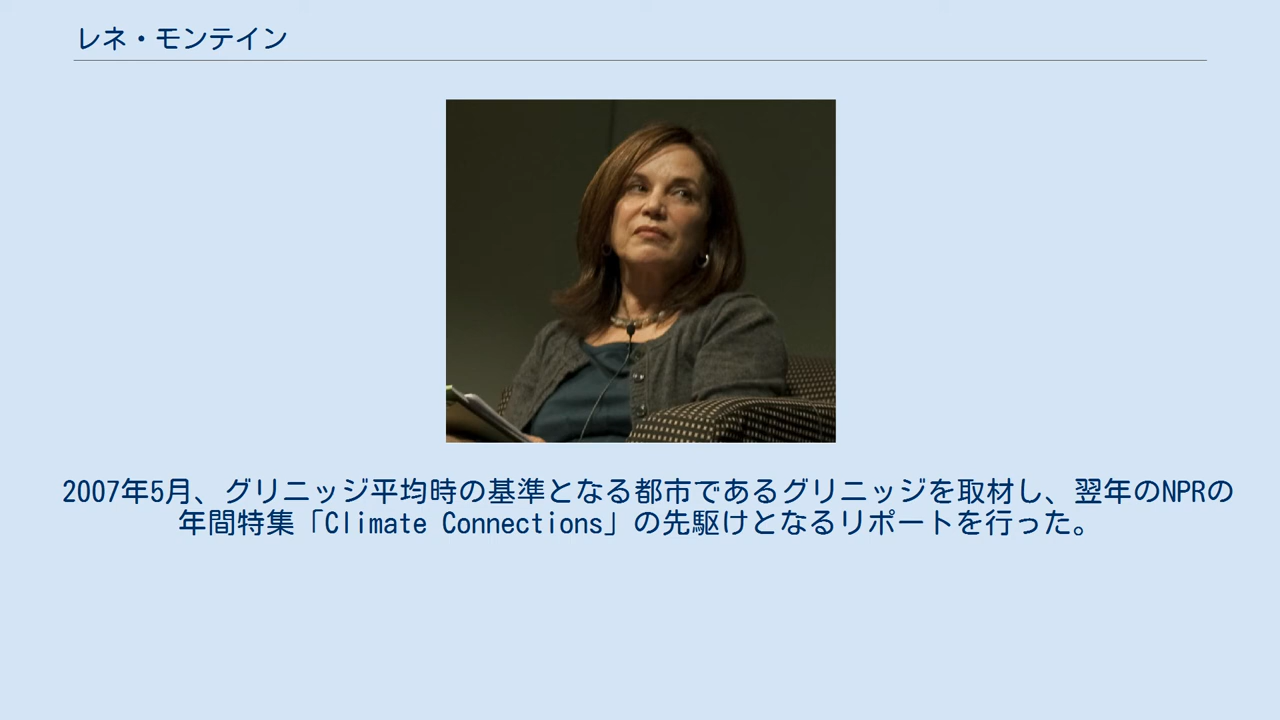 レネ・モンテイン
2007年5月、グリニッジ平均時の基準となる都市であるグリニッジを取材し、翌年のNPRの
年間特集「Climate Connections」の先駆けとなるリポートを行った。